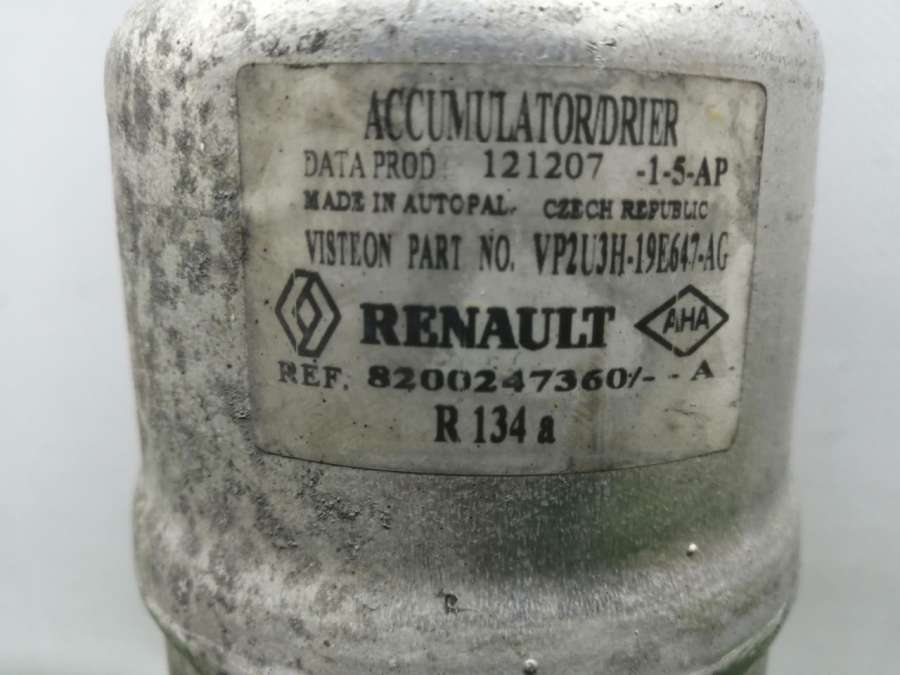 ACCUMULATOR/DRIER
DATA PROD 121207 -1-5-AP
MADE IN AUTOPAL. CZECH REPUBLIC
VISTEON PART NO. VP2U3H-19E647-AG
RENAULT AHA
REF. 8200247360/- - A
R 134 a